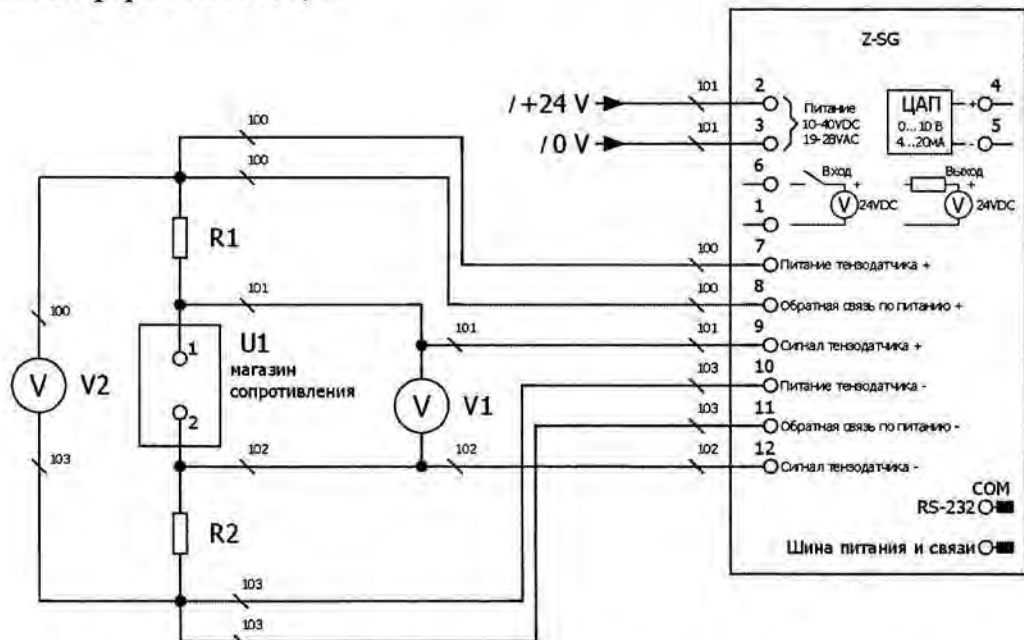 Z-SG
/+24 V
101
2
Питание
10-40VDC
19-28VAC
ЦАП
0...10 В
4...20мА
+
4
/0 V
101
3
-
5
6
Вход
+
V
24VDC
Выход
+
V
24VDC
1
100
100
R1
100
7
Питание тензодатчика +
100
8
Обратная связь по питанию +
101
101
101
9
Сигнал тензодатчика +
100
V
V2
103
1
2
U1
магазин
сопротивления
V
V1
103
10
Питание тензодатчика -
103
11
Обратная связь по питанию -
102
102
102
12
Сигнал тензодатчика -
R2
COM
RS-232
Шина питания и связи
103
103